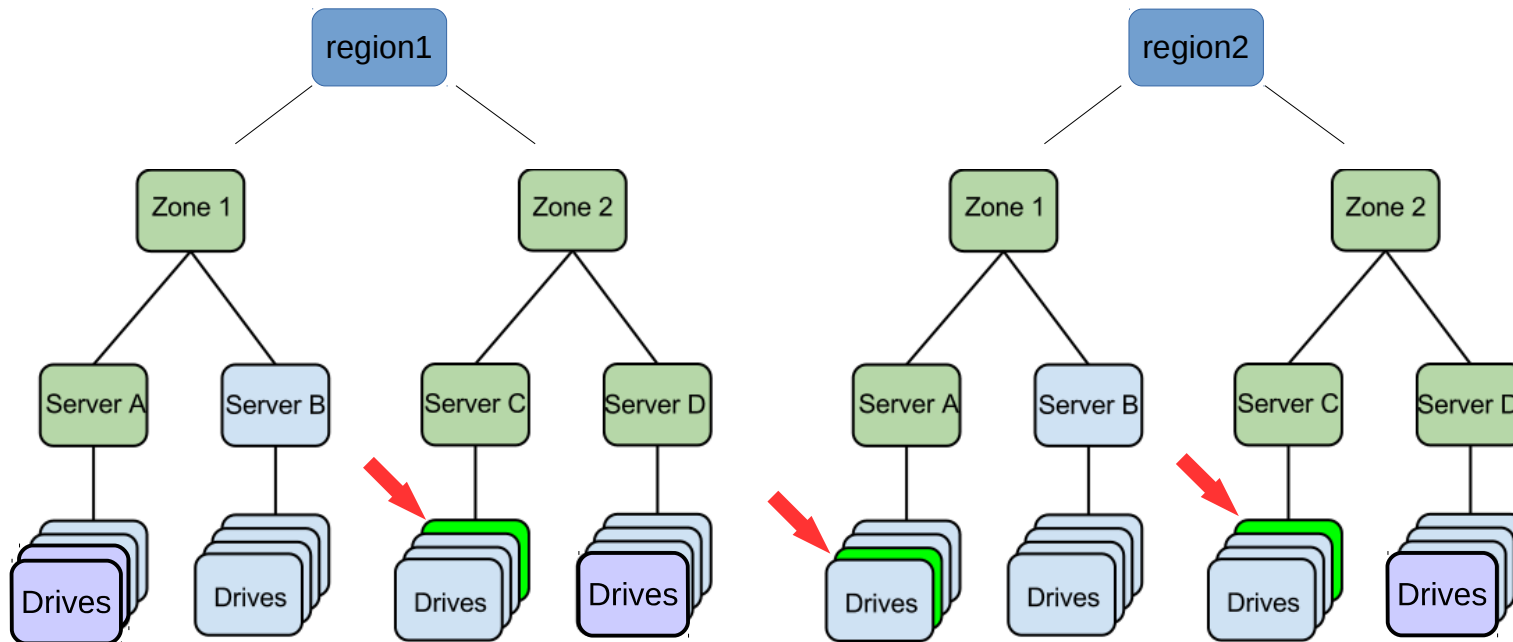 region1
region2
Zone 1
Zone 2
Zone 1
Zone 2
Server A
Server B
Server C
Server D
Server A
Server B
Server C
Server D
Drives
Drives
Drives
Drives
Drives
Drives
Drives
Drives